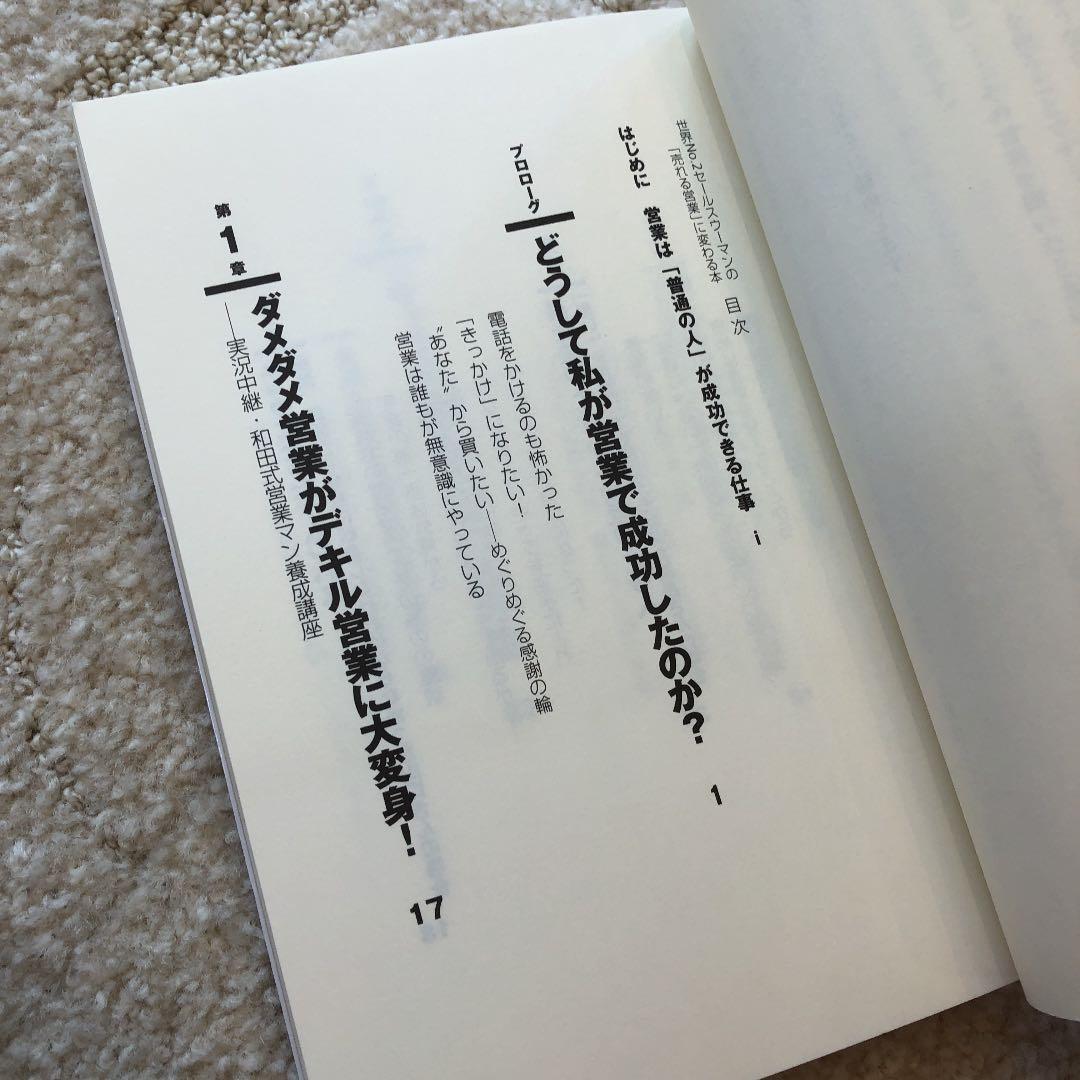 世界No.2セールスウーマンの
「売れる営業」に変わる本
目次
はじめに 営業は「普通の人」が成功できる仕事 i
プロローグ
どうして私が営業で成功したのか? 1
電話をかけるのも怖かった
「きっかけ」になりたい!
"あなた"から買いたい――めぐりめぐる感謝の輪
営業は誰もが無意識にやっている
第1章
ダメダメ営業がデキル営業に大変身! 17
――実況中継・和田式営業マン養成講座